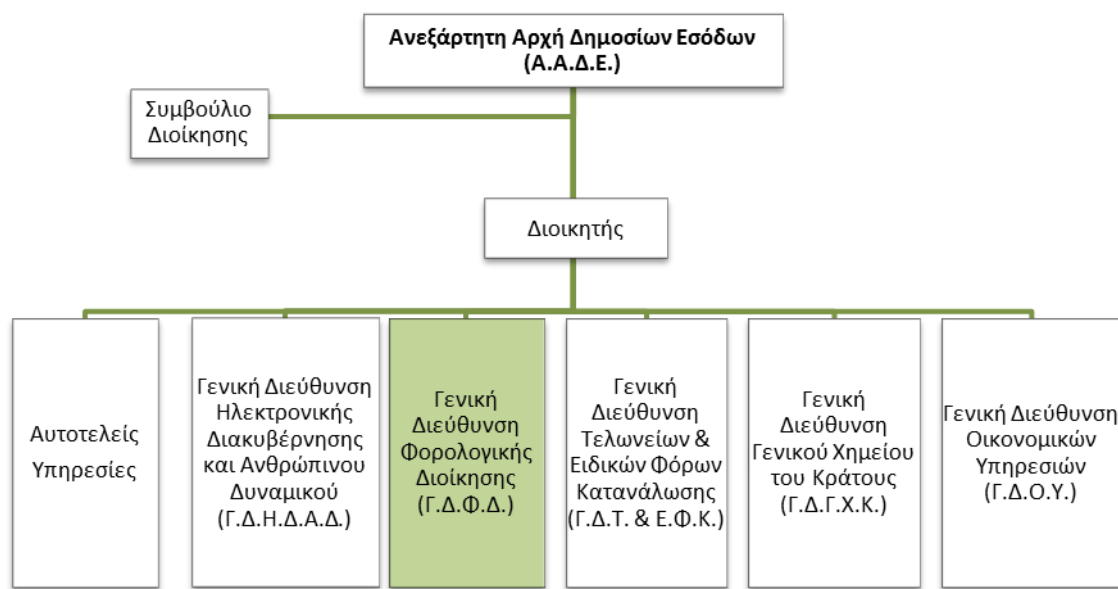 Ανεξάρτητη Αρχή Δημοσίων Εσόδων
(Α.Α.Δ.Ε.)
Συμβούλιο
Διοίκησης
Διοικητής
Αυτοτελείς
Υπηρεσίες
Γενική Διεύθυνση
Ηλεκτρονικής
Διακυβέρνησης
και Ανθρώπινου
Δυναμικού
(Γ.Δ.Η.Δ.Α.Δ.)
Γενική
Διεύθυνση
Φορολογικής
Διοίκησης
(Γ.Δ.Φ.Δ.)
Γενική
Διεύθυνση
Τελωνείων &
Ειδικών Φόρων
Κατανάλωσης
(Γ.Δ.Τ. & Ε.Φ.Κ.)
Γενική
Διεύθυνση
Γενικού Χημείου
του Κράτους
(Γ.Δ.Γ.Χ.Κ.)
Γενική Διεύθυνση
Οικονομικών
Υπηρεσιών
(Γ.Δ.Ο.Υ.)